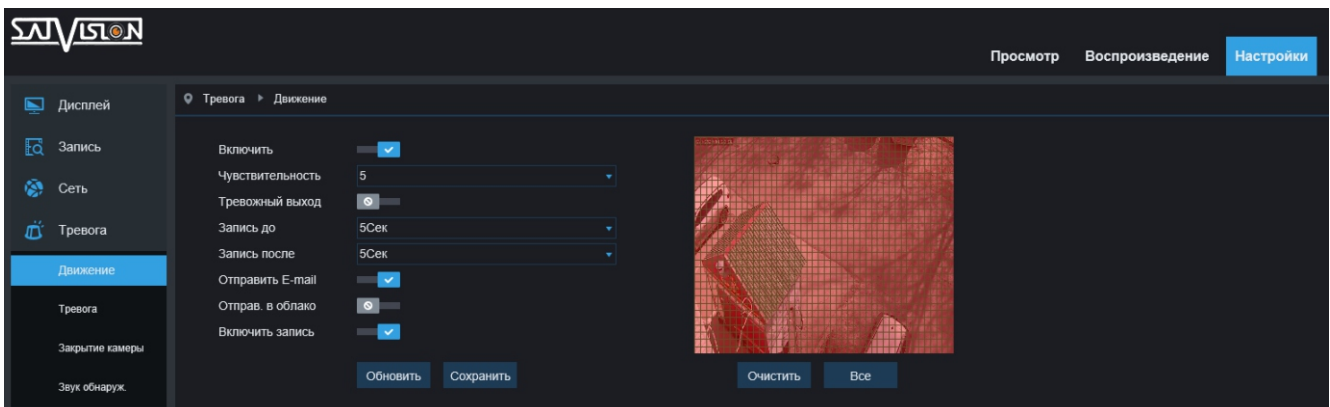 SATVISION
Просмотр Воспроизведение Настройки
Дисплей
Запись
Сеть
Тревога
Движение
Тревога
Закрытие камеры
Звук обнаруж.
Тревога Движение
Включить
Чувствительность 5
Тревожный выход
Запись до 5Сек
Запись после 5Сек
Отправить E-mail
Отправ. в облако
Включить запись
Обновить Сохранить
Очистить Все